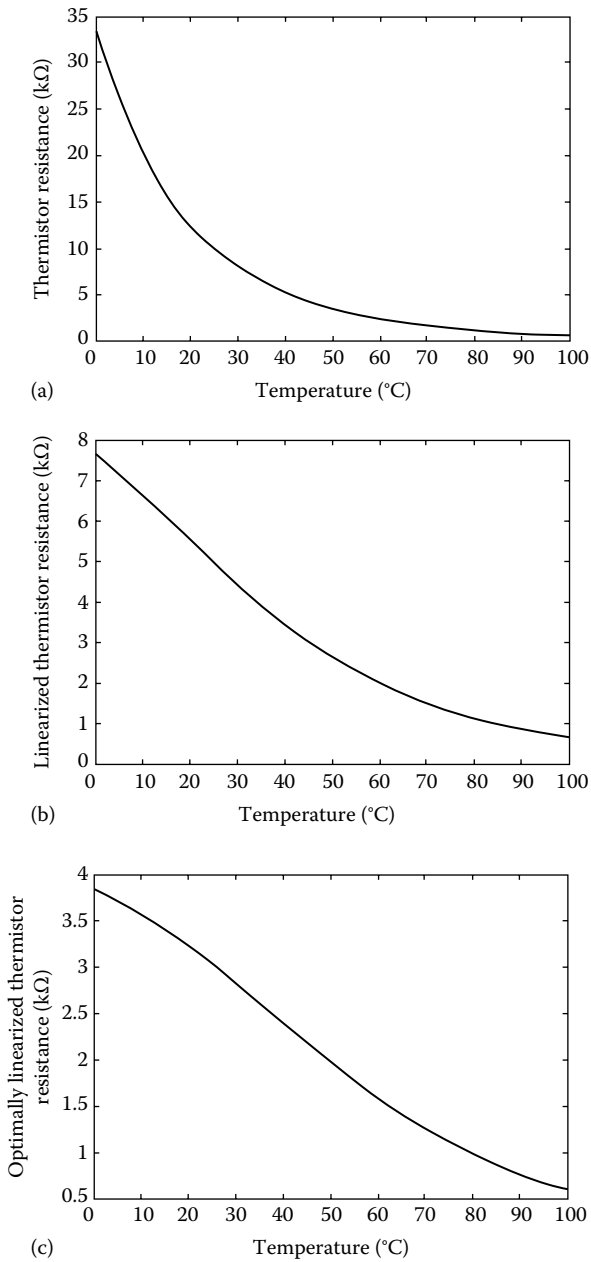 35
30
25
20
15
10
5
0
Thermistor resistance (kΩ)
0 10 20 30 40 50 60 70 80 90 100
(a) Temperature (°C)
8
7
6
5
4
3
2
1
0
Linearized thermistor resistance (kΩ)
0 10 20 30 40 50 60 70 80 90 100
(b) Temperature (°C)
4
3.5
3
2.5
2
1.5
1
0.5
Optimally linearized thermistor
resistance (kΩ)
0 10 20 30 40 50 60 70 80 90 100
(c) Temperature (°C)